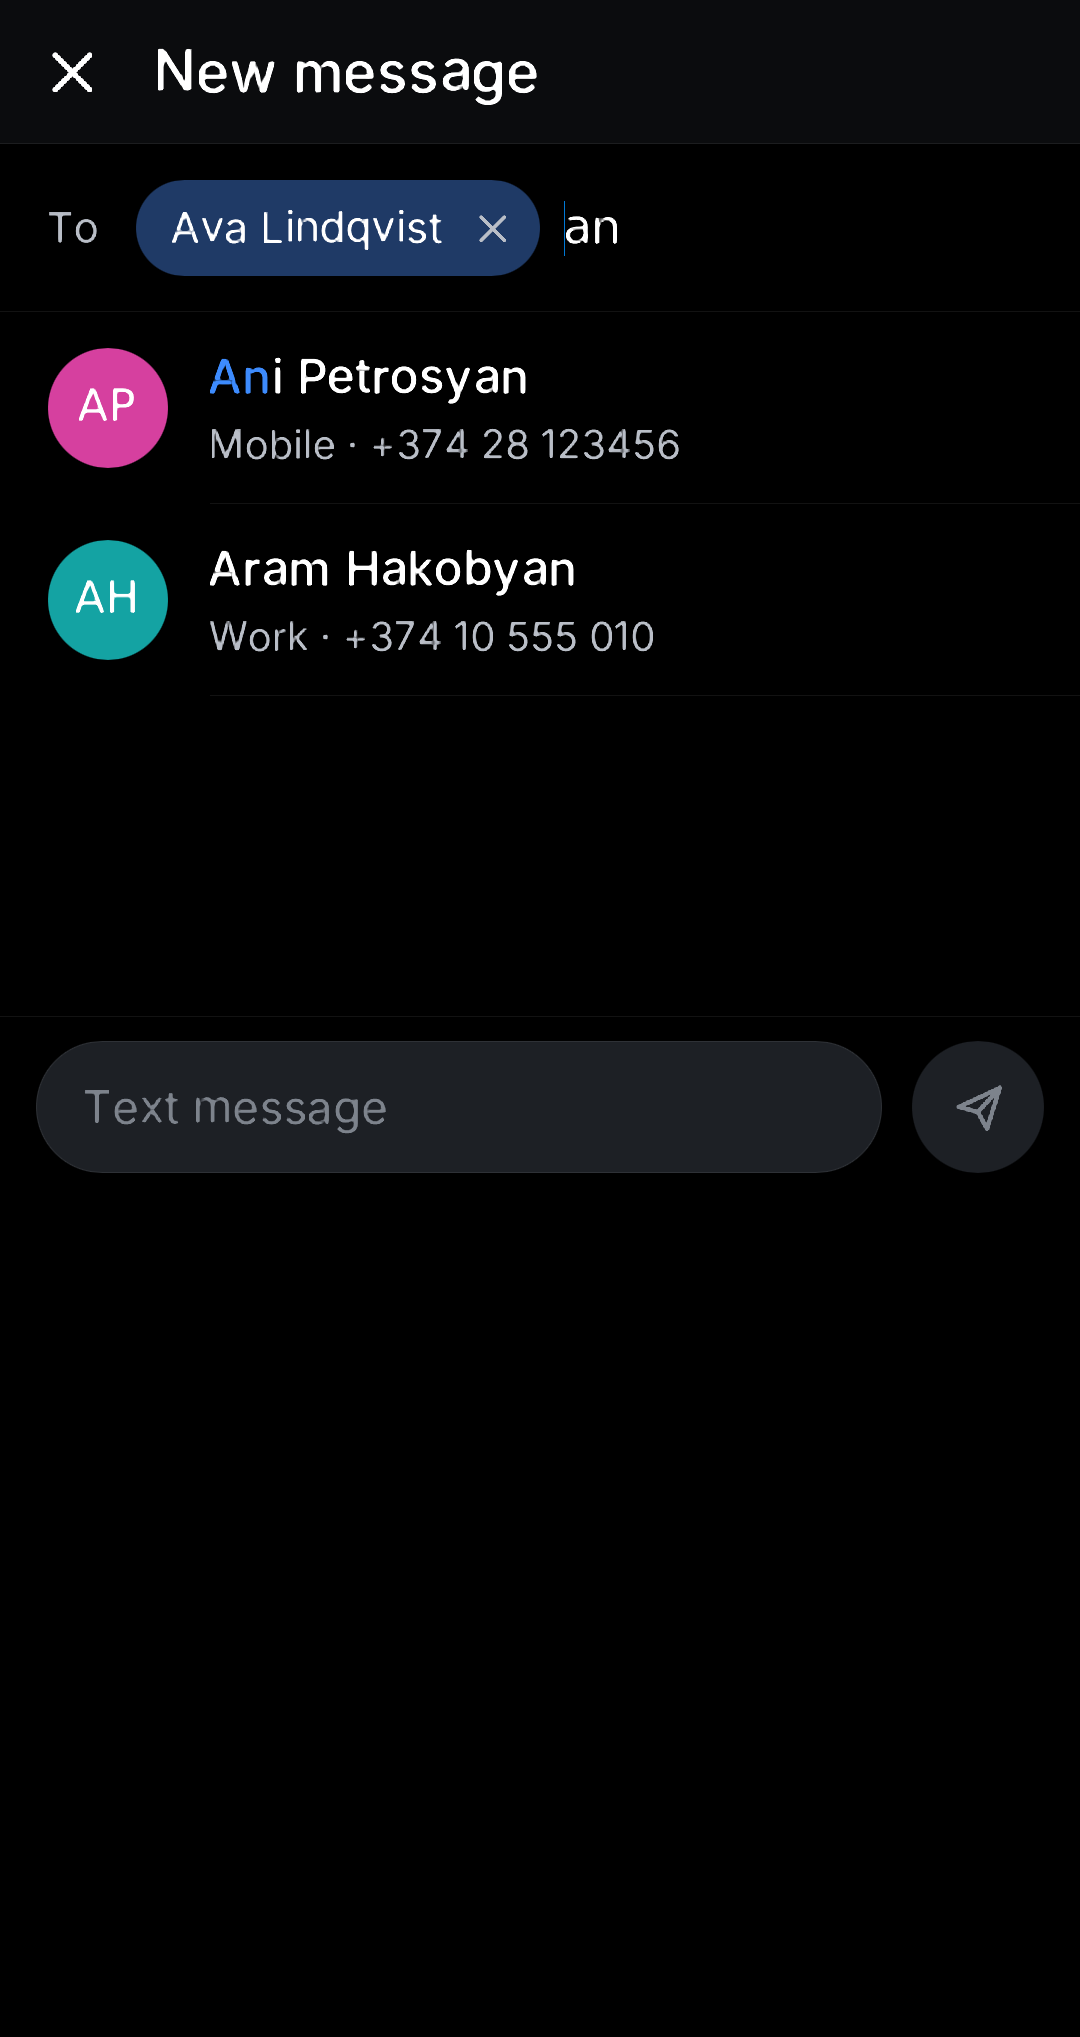 New message
To Ava Lindqvist an
AP
Ani Petrosyan
Mobile · +374 28 123456
AH
Aram Hakobyan
Work · +374 10 555 010
Text message